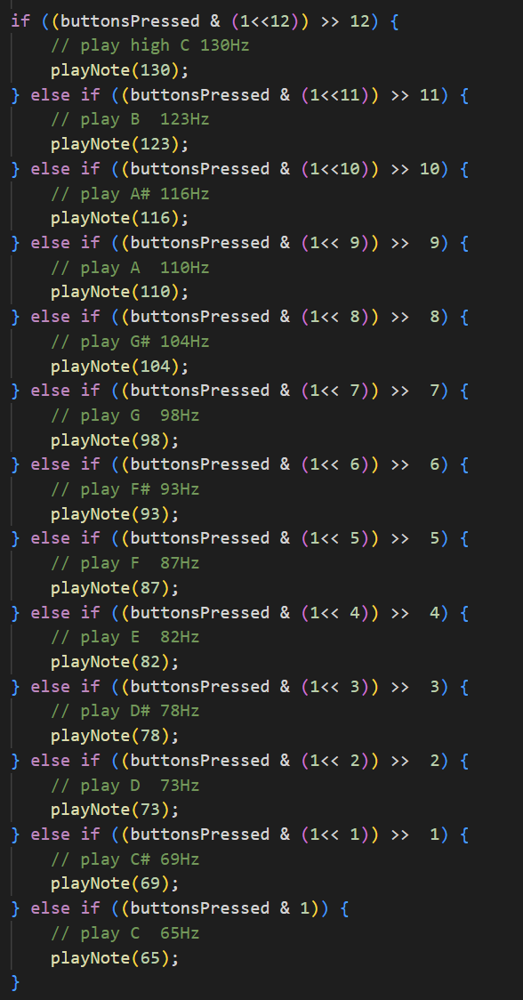 if ((buttonsPressed & (1<<12)) >> 12) {
    // play high C 130Hz
    playNote(130);
} else if ((buttonsPressed & (1<<11)) >> 11) {
    // play B  123Hz
    playNote(123);
} else if ((buttonsPressed & (1<<10)) >> 10) {
    // play A# 116Hz
    playNote(116);
} else if ((buttonsPressed & (1<< 9)) >>  9) {
    // play A  110Hz
    playNote(110);
} else if ((buttonsPressed & (1<< 8)) >>  8) {
    // play G# 104Hz
    playNote(104);
} else if ((buttonsPressed & (1<< 7)) >>  7) {
    // play G  98Hz
    playNote(98);
} else if ((buttonsPressed & (1<< 6)) >>  6) {
    // play F# 93Hz
    playNote(93);
} else if ((buttonsPressed & (1<< 5)) >>  5) {
    // play F  87Hz
    playNote(87);
} else if ((buttonsPressed & (1<< 4)) >>  4) {
    // play E  82Hz
    playNote(82);
} else if ((buttonsPressed & (1<< 3)) >>  3) {
    // play D# 78Hz
    playNote(78);
} else if ((buttonsPressed & (1<< 2)) >>  2) {
    // play D  73Hz
    playNote(73);
} else if ((buttonsPressed & (1<< 1)) >>  1) {
    // play C# 69Hz
    playNote(69);
} else if ((buttonsPressed & 1)) {
    // play C  65Hz
    playNote(65);
}